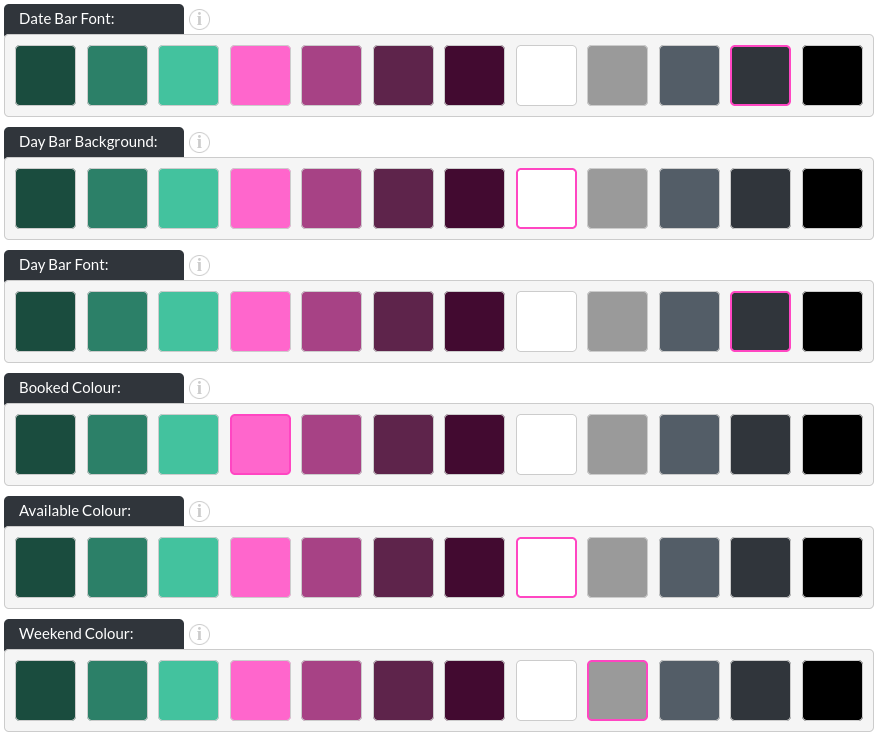 Date Bar Font:
Day Bar Background:
Day Bar Font:
Booked Colour:
Available Colour:
Weekend Colour: